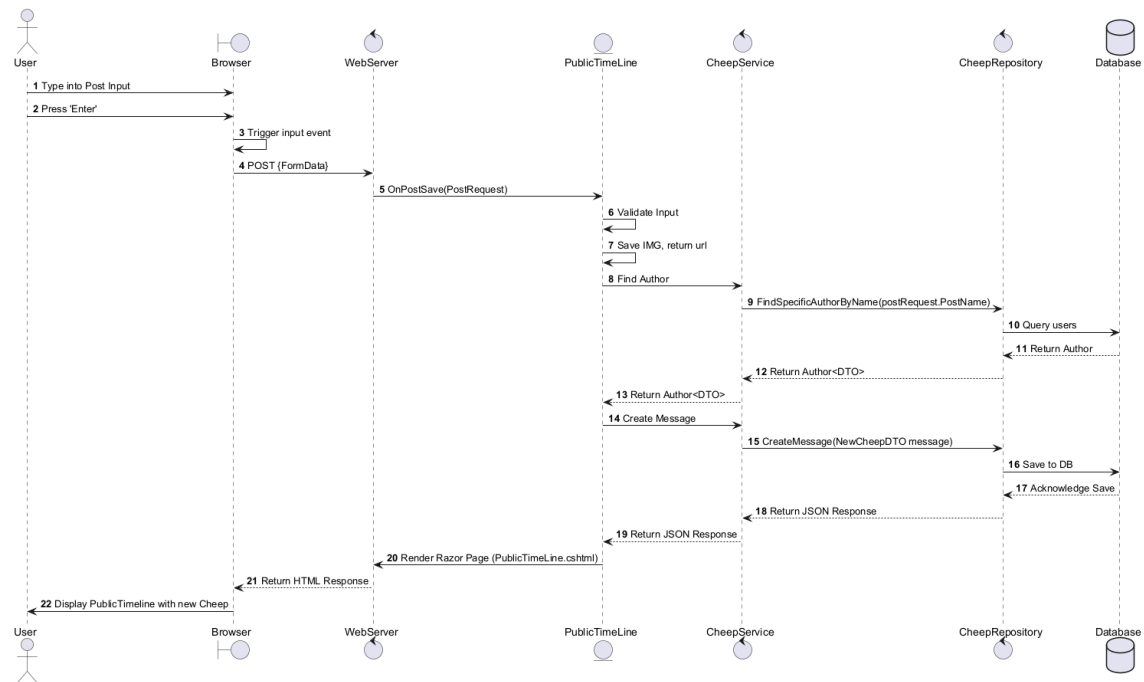 User
Browser
WebServer
PublicTimeLine
CheepService
CheepRepository
Database
1 Type into Post Input
2 Press 'Enter'
3 Trigger input event
4 POST {FormData}
5 OnPostSave(PostRequest)
6 Validate Input
7 Save IMG, return url
8 Find Author
9 FindSpecificAuthorByName(postRequest.PostName)
10 Query users
11 Return Author
12 Return Author<DTO>
13 Return Author<DTO>
14 Create Message
15 CreateMessage(NewCheepDTO message)
16 Save to DB
17 Acknowledge Save
18 Return JSON Response
19 Return JSON Response
20 Render Razor Page (PublicTimeLine.cshtml)
21 Return HTML Response
22 Display PublicTimeline with new Cheep
User
Browser
WebServer
PublicTimeLine
CheepService
CheepRepository
Database